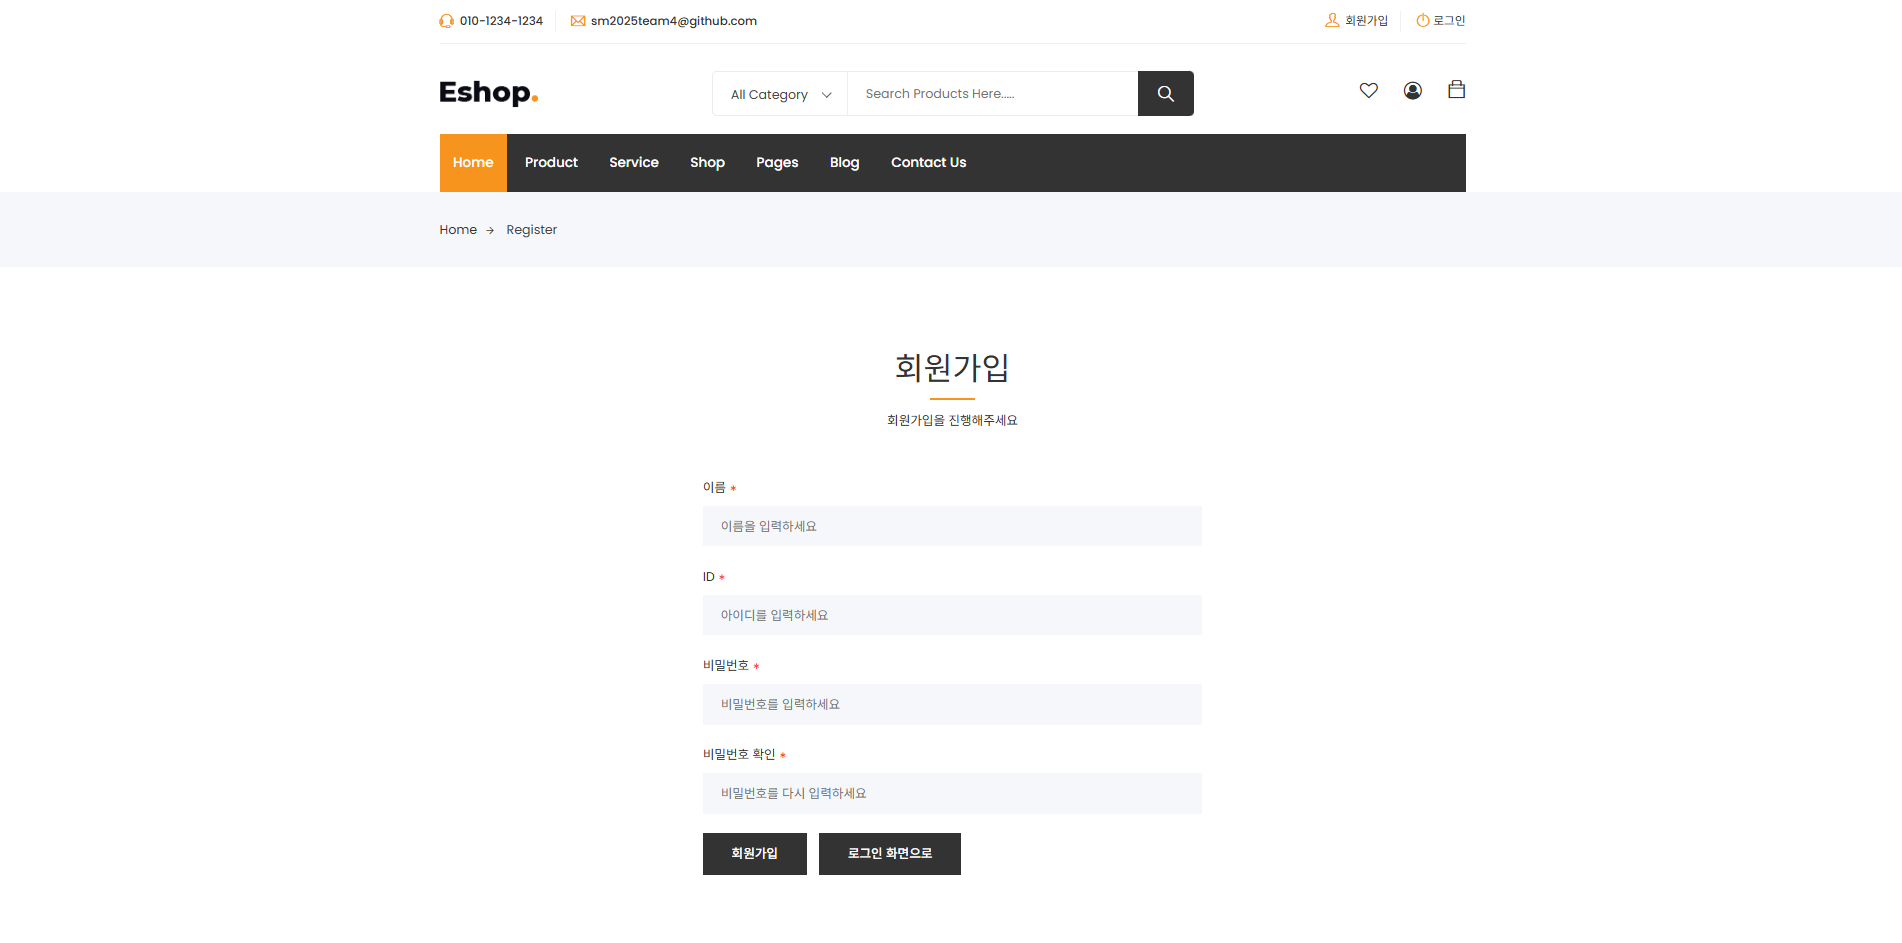 010-1234-1234
sm2025team4@github.com
회원가입
로그인
Eshop.
All Category
Search Products Here.....
Home
Product
Service
Shop
Pages
Blog
Contact Us
Home → Register
회원가입
회원가입을 진행해주세요
이름 *
이름을 입력하세요
ID *
아이디를 입력하세요
비밀번호 *
비밀번호를 입력하세요
비밀번호 확인 *
비밀번호를 다시 입력하세요
회원가입
로그인 화면으로